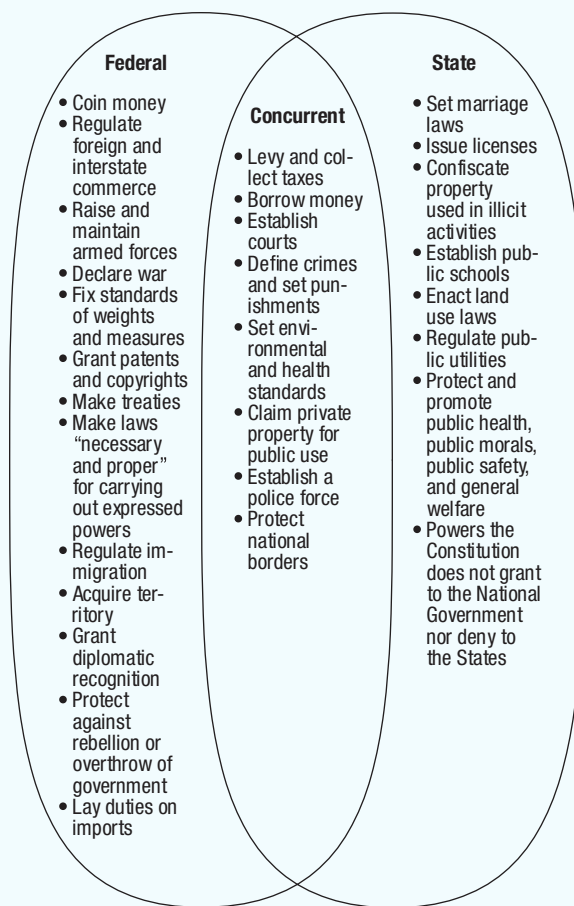 Federal
• Coin money
• Regulate
foreign and
interstate
commerce
• Raise and
maintain
armed forces
• Declare war
• Fix standards
of weights
and measures
• Grant patents
and copyrights
• Make treaties
• Make laws
“necessary
and proper”
for carrying
out expressed
powers
• Regulate im-
migration
• Acquire ter-
ritory
• Grant
diplomatic
recognition
• Protect
against
rebellion or
overthrow of
government
• Lay duties on
imports
Concurrent
• Levy and col-
lect taxes
• Borrow money
• Establish
courts
• Define crimes
and set pun-
ishments
• Set envi-
ronmental
and health
standards
• Claim private
property for
public use
• Establish a
police force
• Protect
national
borders
State
• Set marriage
laws
• Issue licenses
• Confiscate
property
used in illicit
activities
• Establish pub-
lic schools
• Enact land
use laws
• Regulate pub-
lic utilities
• Protect and
promote
public health,
public morals,
public safety,
and general
welfare
• Powers the
Constitution
does not grant
to the National
Government
nor deny to
the States